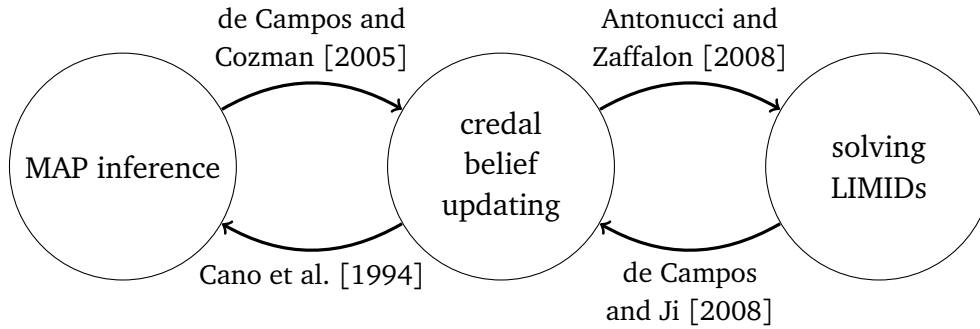 de Campos and
Cozman [2005]
Antonucci and
Zaffalon [2008]
MAP inference
credal
belief
updating
solving
LIMIDs
Cano et al. [1994]
de Campos
and Ji [2008]